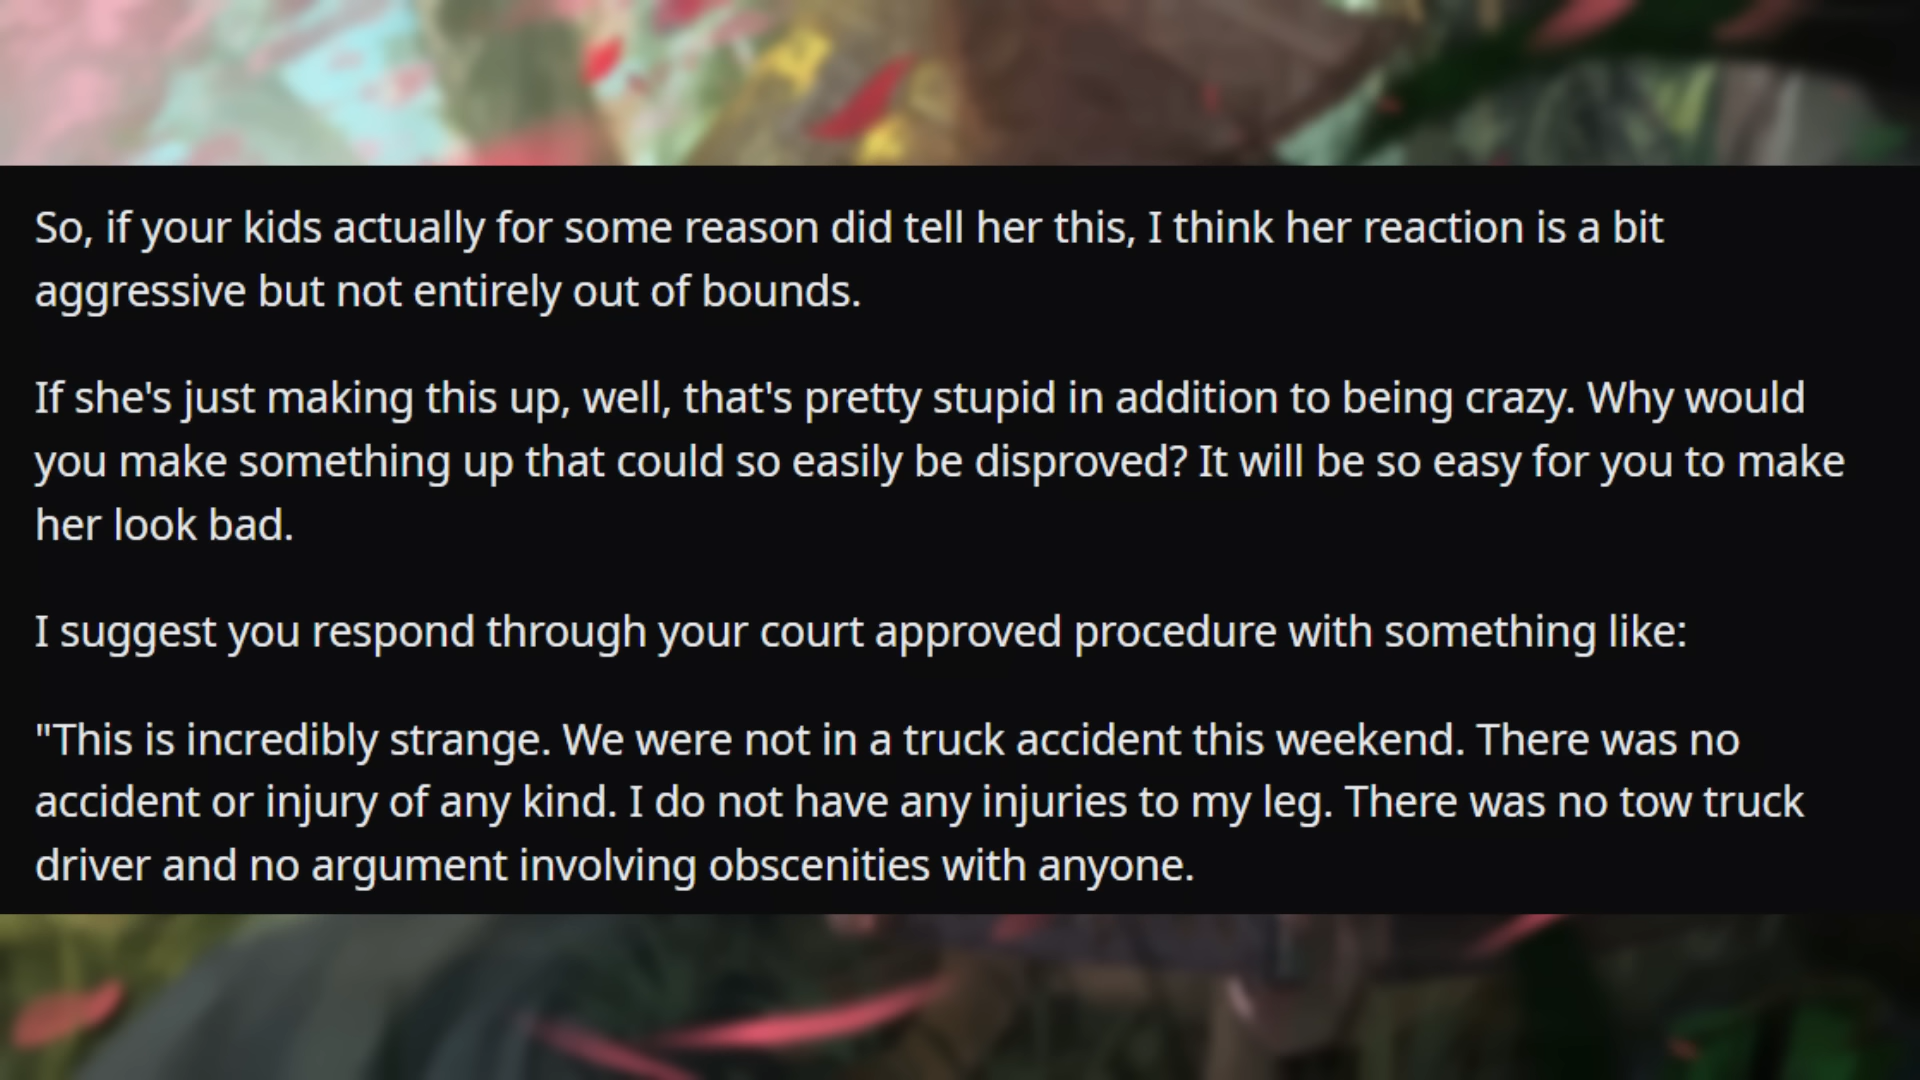 So, if your kids actually for some reason did tell her this, I think her reaction is a bit
aggressive but not entirely out of bounds.
If she's just making this up, well, that's pretty stupid in addition to being crazy. Why would
you make something up that could so easily be disproved? It will be so easy for you to make
her look bad.
I suggest you respond through your court approved procedure with something like:
"This is incredibly strange. We were not in a truck accident this weekend. There was no
accident or injury of any kind. I do not have any injuries to my leg. There was no tow truck
driver and no argument involving obscenities with anyone.